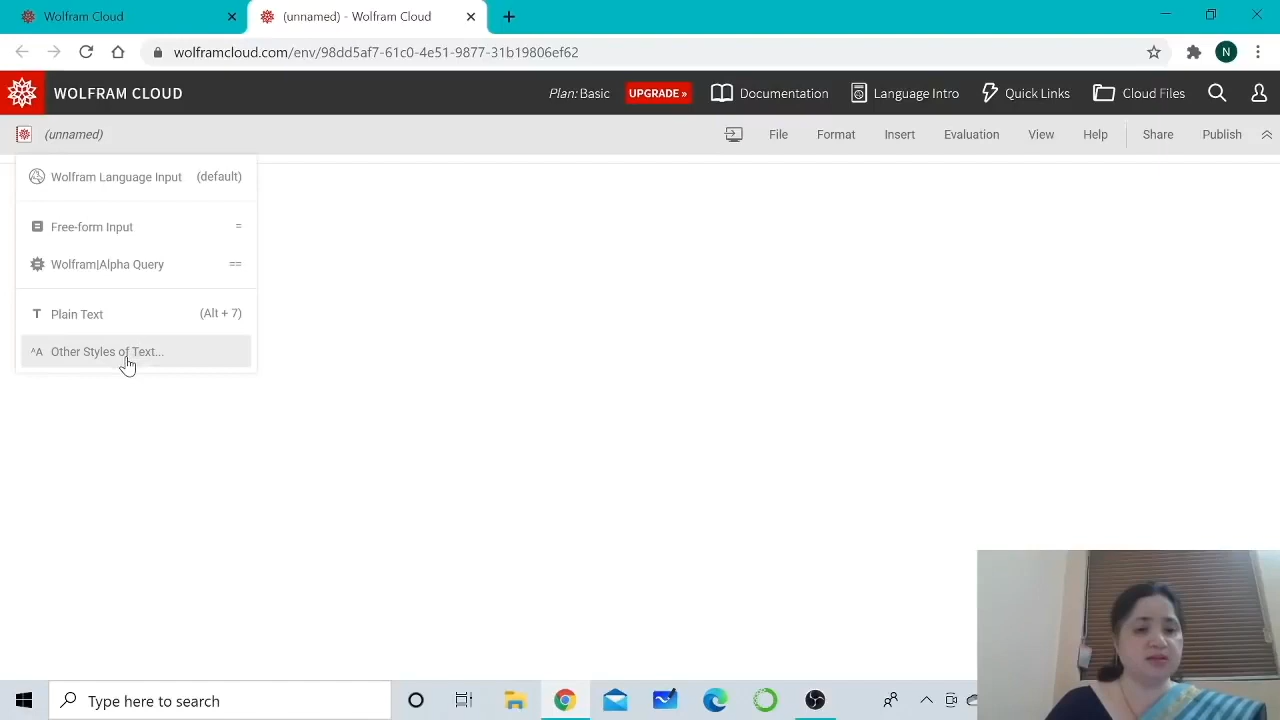 Wolfram Cloud
(unnamed) - Wolfram Cloud
wolframcloud.com/env/98dd5af7-61c0-4e51-9877-31b19806ef62
N
WOLFRAM CLOUD
Plan: Basic
UPGRADE »
Documentation
Language Intro
Quick Links
Cloud Files
(unnamed)
File
Format
Insert
Evaluation
View
Help
Share
Publish
Wolfram Language Input (default)
Free-form Input =
Wolfram|Alpha Query ==
T Plain Text (Alt + 7)
^A Other Styles of Text...
Type here to search